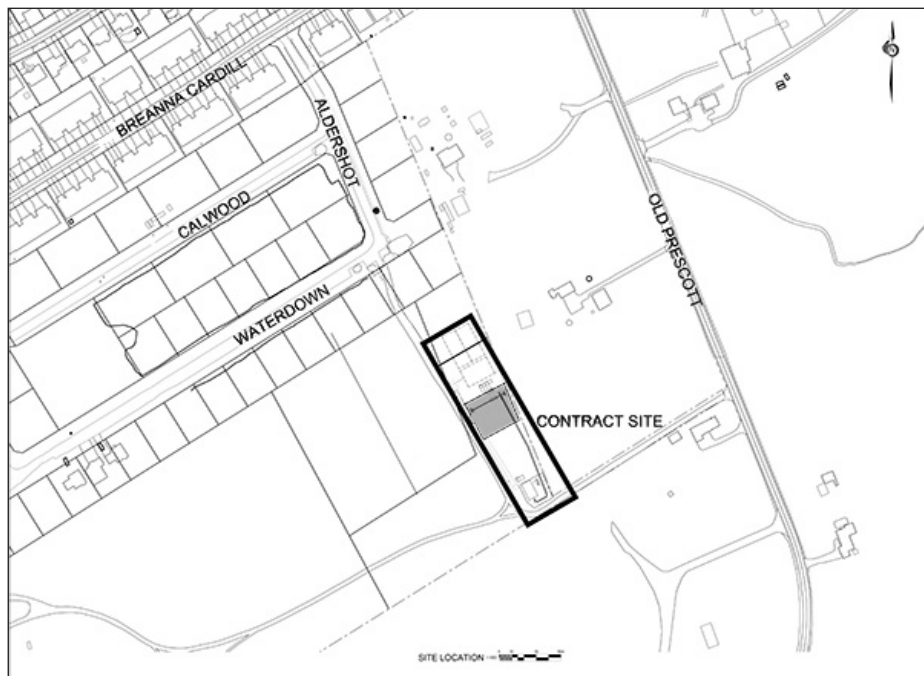 BREANNA CARDILL
ALDERSHOT
CALWOOD
OLD PRESCOTT
WATERDOWN
CONTRACT SITE
SITE LOCATION